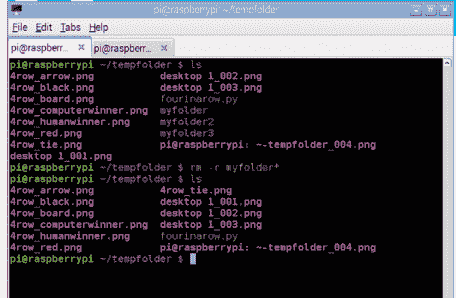 pi@raspberrypi: ~/tempfolder
File Edit Tabs Help
pi@raspberr... × pi@raspberr... ×
pi@raspberrypi ~/tempfolder $ ls
4row_arrow.png desktop 1_002.png
4row_black.png desktop 1_003.png
4row_board.png fourinarow.py
4row_computerwinner.png myfolder
4row_humanwinner.png myfolder2
4row_red.png myfolder3
4row_tie.png pi@raspberrypi: ~-tempfolder_004.png
desktop 1_001.png
pi@raspberrypi ~/tempfolder $ rm -r myfolder*
pi@raspberrypi ~/tempfolder $ ls
4row_arrow.png 4row_tie.png
4row_black.png desktop 1_001.png
4row_board.png desktop 1_002.png
4row_computerwinner.png desktop 1_003.png
4row_humanwinner.png fourinarow.py
4row_red.png pi@raspberrypi: ~-tempfolder_004.png
pi@raspberrypi ~/tempfolder $